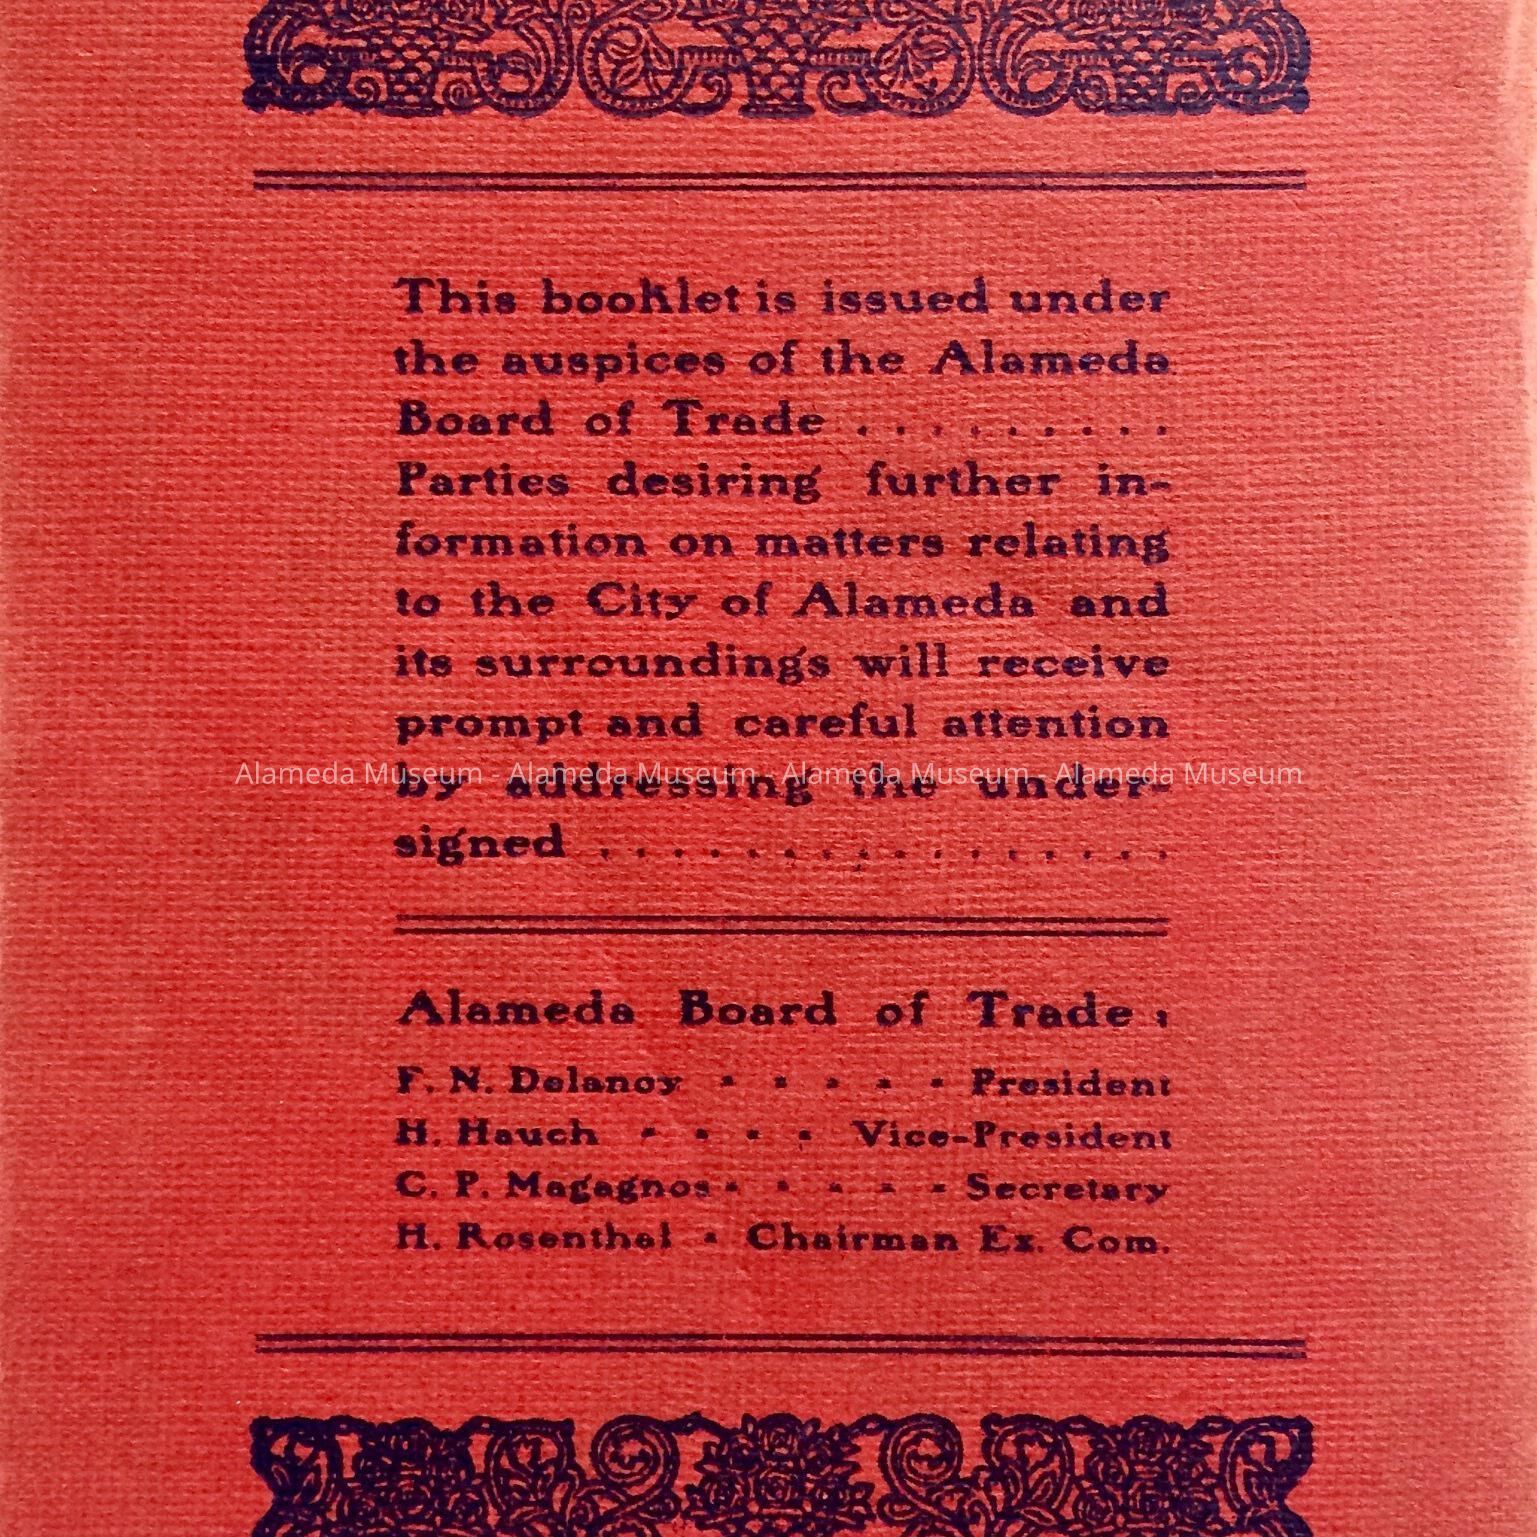 This booklet is issued under
the auspices of the Alameda
Board of Trade . . . . . . . . .
Parties desiring further in-
formation on matters relating
to the City of Alameda and
its surroundings will receive
prompt and careful attention
Alameda Museum - Alameda Museum - Alameda Museum - Alameda Museum
by addressing the under-
signed . . . . . . . . . . . . . . . .
Alameda Board of Trade ;
F. N. Delanoy - - - - - President
H. Hauch - - - - Vice-President
C. P. Magagnos - - - - - Secretary
H. Rosenthal - Chairman Ex. Com.